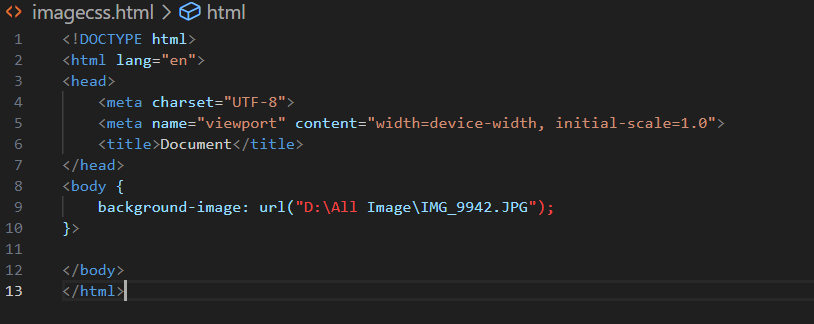 imagecss.html > html
1 <!DOCTYPE html>
2 <html lang="en">
3 <head>
4     <meta charset="UTF-8">
5     <meta name="viewport" content="width=device-width, initial-scale=1.0">
6     <title>Document</title>
7 </head>
8 <body {
9     background-image: url("D:\All Image\IMG_9942.JPG");
10 }>
11
12 </body>
13 </html>